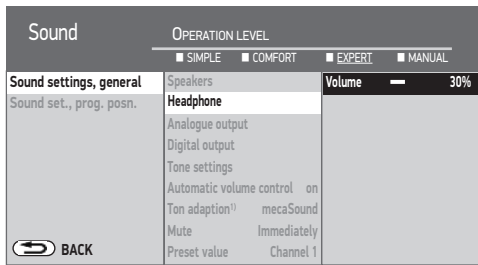 Sound
OPERATION LEVEL
SIMPLE COMFORT EXPERT MANUAL
Sound settings, general
Sound set., prog. posn.
BACK
Speakers
Headphone
Analogue output
Digital output
Tone settings
Automatic volume control on
Ton adaption¹⁾ mecaSound
Mute Immediately
Preset value Channel 1
Volume 30%